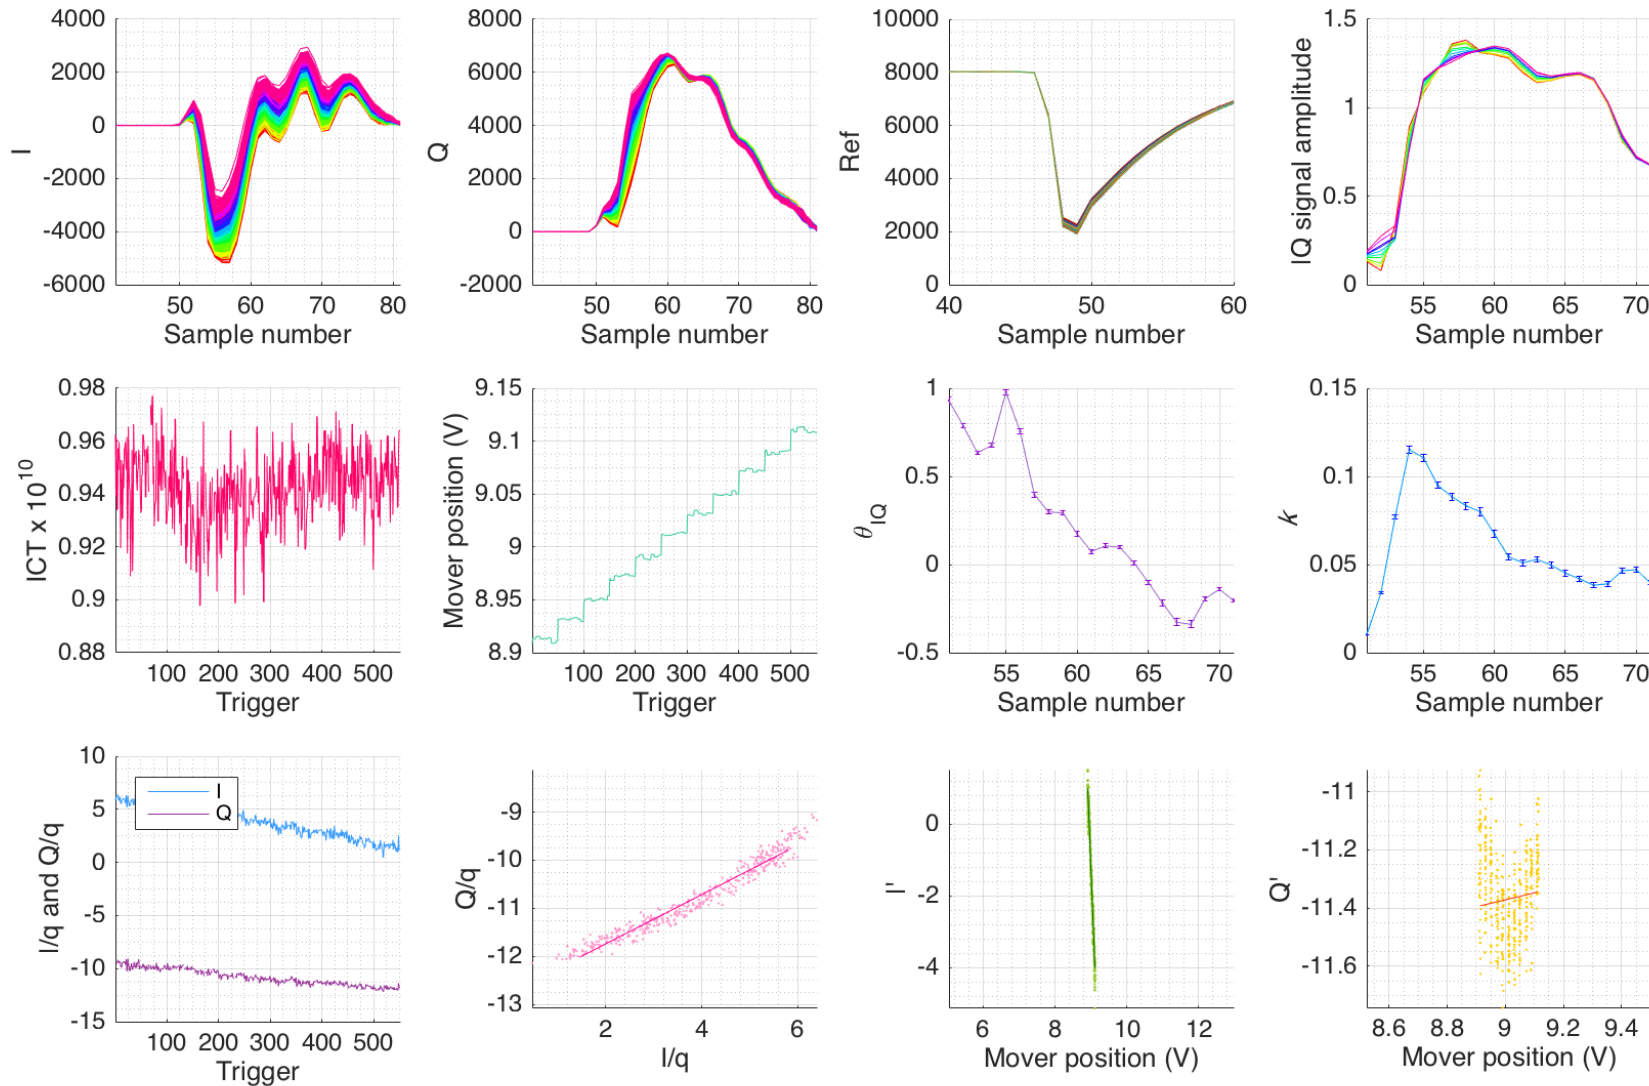 4000
2000
0
-2000
-4000
-6000
I
50 60 70 80
Sample number
8000
6000
4000
2000
0
-2000
Q
50 60 70 80
Sample number
10000
8000
6000
4000
2000
0
Ref
40 50 60
Sample number
1.5
1
0.5
0
IQ signal amplitude
55 60 65 70
Sample number
0.98
0.96
0.94
0.92
0.9
0.88
ICT x 10^10
100 200 300 400 500
Trigger
9.15
9.1
9.05
9
8.95
8.9
Mover position (V)
100 200 300 400 500
Trigger
1
0.5
0
-0.5
θ_IQ
55 60 65 70
Sample number
0.15
0.1
0.05
0
k
55 60 65 70
Sample number
10
5
0
-5
-10
-15
I/q and Q/q
I
Q
100 200 300 400 500
Trigger
-9
-10
-11
-12
-13
Q/q
2 4 6
I/q
0
-2
-4
I'
6 8 10 12
Mover position (V)
-11
-11.2
-11.4
-11.6
Q'
8.6 8.8 9 9.2 9.4
Mover position (V)